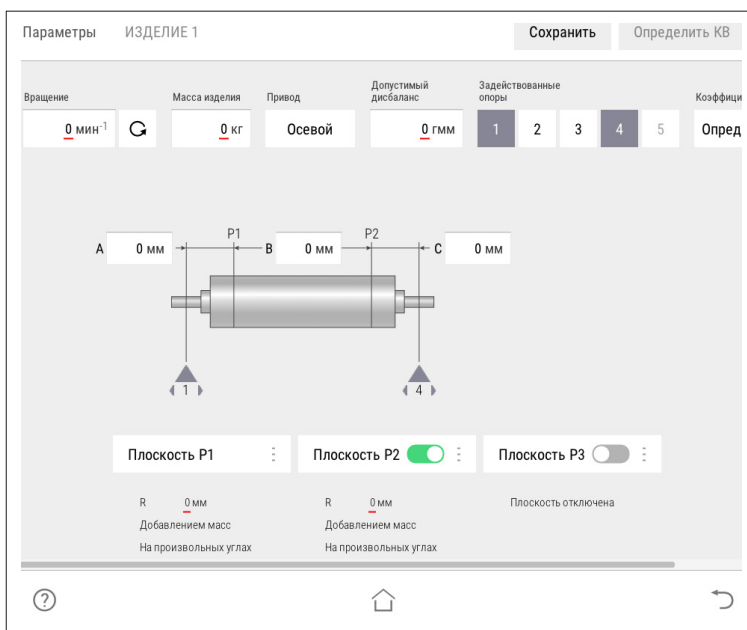 Параметры ИЗДЕЛИЕ 1 Сохранить Определить КВ
Вращение Масса изделия Привод Допустимый дисбаланс Задействованные опоры Коэффици
0 мин⁻¹ 0 кг Осевой 0 гмм 1 2 3 4 5 Опред
P1 P2
A 0 мм B 0 мм C 0 мм
1 4
Плоскость P1 Плоскость P2 Плоскость P3
R 0 мм R 0 мм Плоскость отключена
Добавлением масс Добавлением масс
На произвольных углах На произвольных углах
?